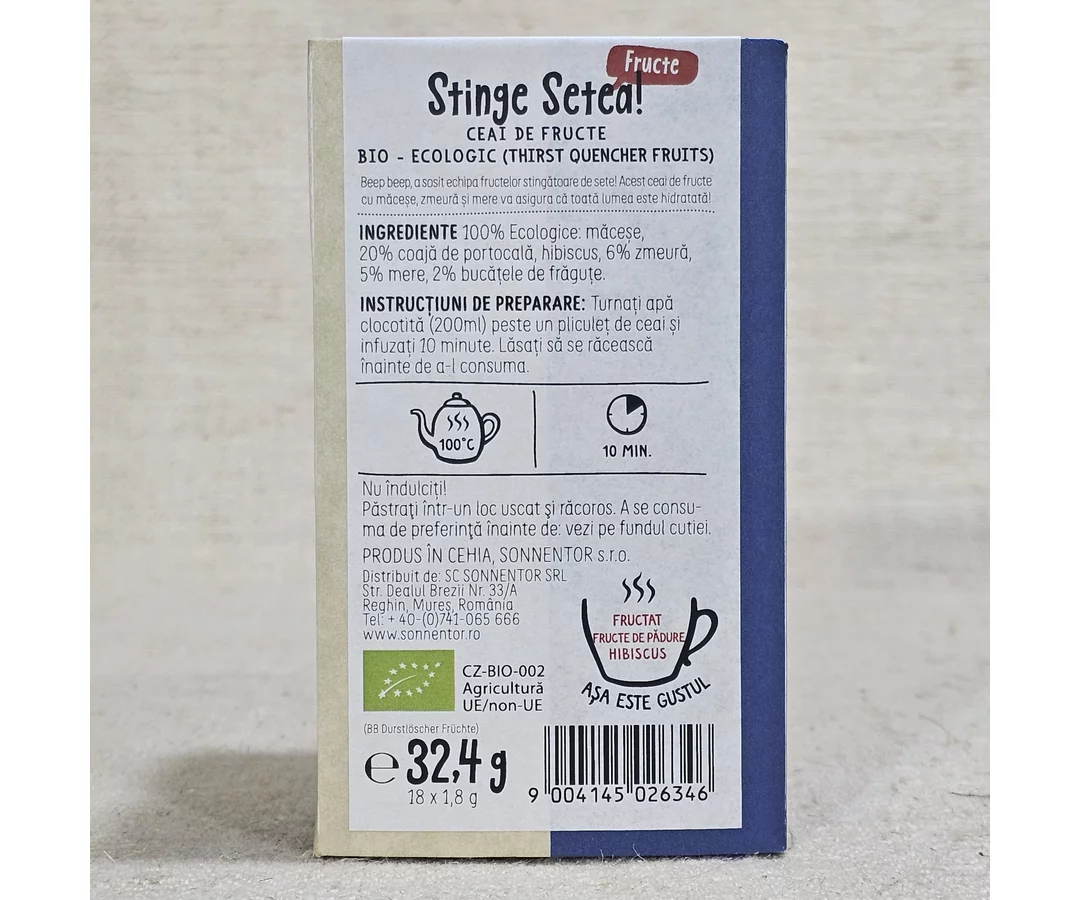 Fructe
Stinge Setea!
CEAI DE FRUCTE
BIO - ECOLOGIC (THIRST QUENCHER FRUITS)
Beep beep, a sosit echipa fructelor stingătoare de sete! Acest ceai de fructe
cu măceșe, zmeură și mere va asigura că toată lumea este hidratată!
INGREDIENTE 100% Ecologice: măceșe,
20% coajă de portocală, hibiscus, 6% zmeură,
5% mere, 2% bucățele de frăguțe.
INSTRUCȚIUNI DE PREPARARE: Turnați apă
clocotită (200ml) peste un pliculeț de ceai și
infuzați 10 minute. Lăsați să se răcească
înainte de a-l consuma.
100°C
10 MIN.
Nu îndulciți!
Păstrați într-un loc uscat şi răcoros. A se consu-
ma de preferinţă înainte de: vezi pe fundul cutiei.
PRODUS ÎN CEHIA, SONNENTOR s.r.o.
Distribuit de: SC SONNENTOR SRL
Str. Dealul Brezii Nr. 33/A
Reghin, Mureș, România
Tel: + 40-(0)741-065 666
www.sonnentor.ro
FRUCTAT
FRUCTE DE PĂDURE
HIBISCUS
AȘA ESTE GUSTUL
CZ-BIO-002
Agricultură
UE/non-UE
(BB Durstlöscher Früchte)
℮ 32,4 g
18 x 1,8 g
9 004145 026346